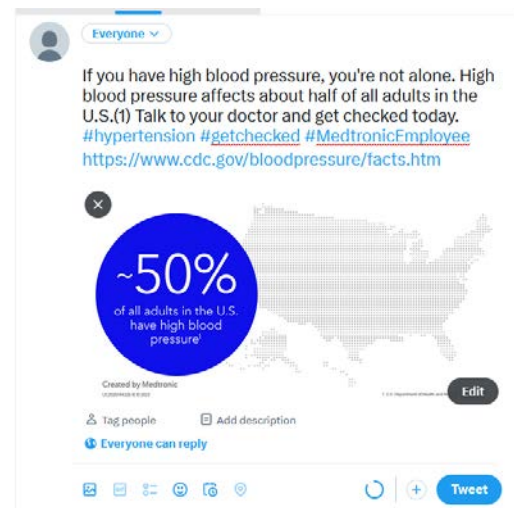 Everyone
If you have high blood pressure, you're not alone. High
blood pressure affects about half of all adults in the
U.S.(1) Talk to your doctor and get checked today.
#hypertension #getchecked #MedtronicEmployee
https://www.cdc.gov/bloodpressure/facts.htm
~50%
of all adults in the U.S.
have high blood
pressure¹
Created by Medtronic
Edit
Tag people
Add description
Everyone can reply
GIF
Tweet